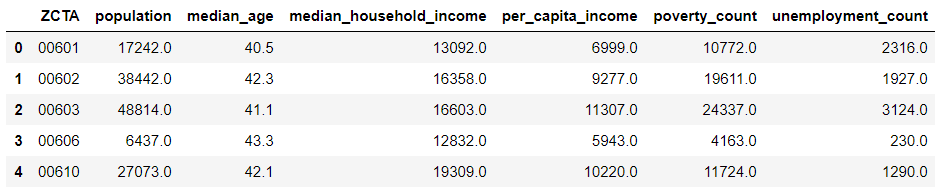 ZCTA population median_age median_household_income per_capita_income poverty_count unemployment_count
0 00601 17242.0 40.5 13092.0 6999.0 10772.0 2316.0
1 00602 38442.0 42.3 16358.0 9277.0 19611.0 1927.0
2 00603 48814.0 41.1 16603.0 11307.0 24337.0 3124.0
3 00606 6437.0 43.3 12832.0 5943.0 4163.0 230.0
4 00610 27073.0 42.1 19309.0 10220.0 11724.0 1290.0